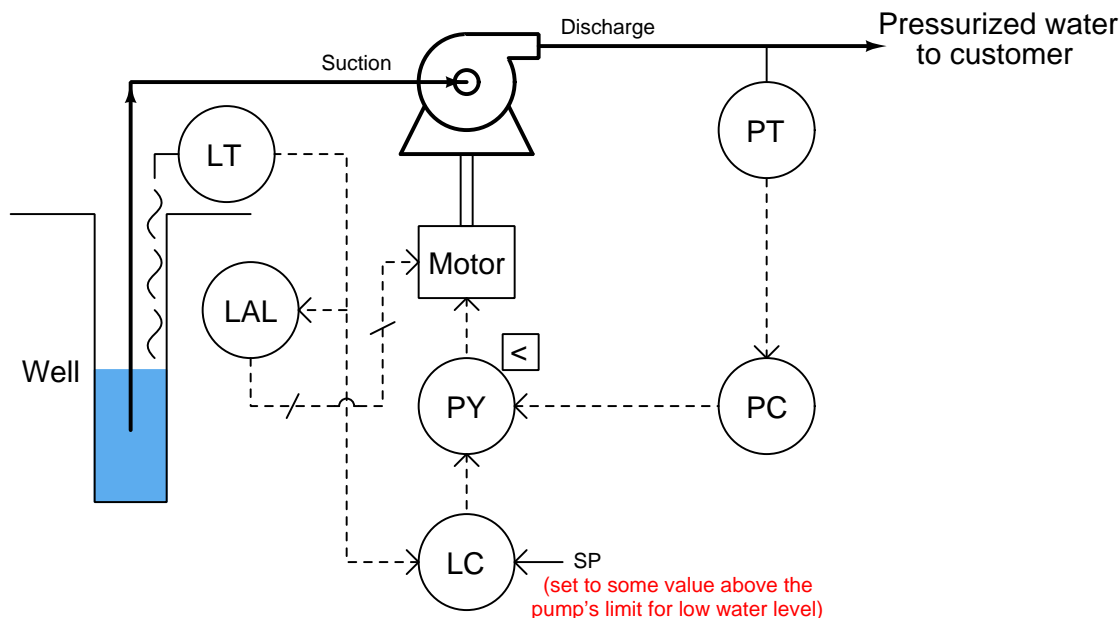 Pressurized water
to customer
Discharge
Suction
LT
PT
Motor
LAL
<
Well
PY
PC
LC
SP
(set to some value above the
pump's limit for low water level)